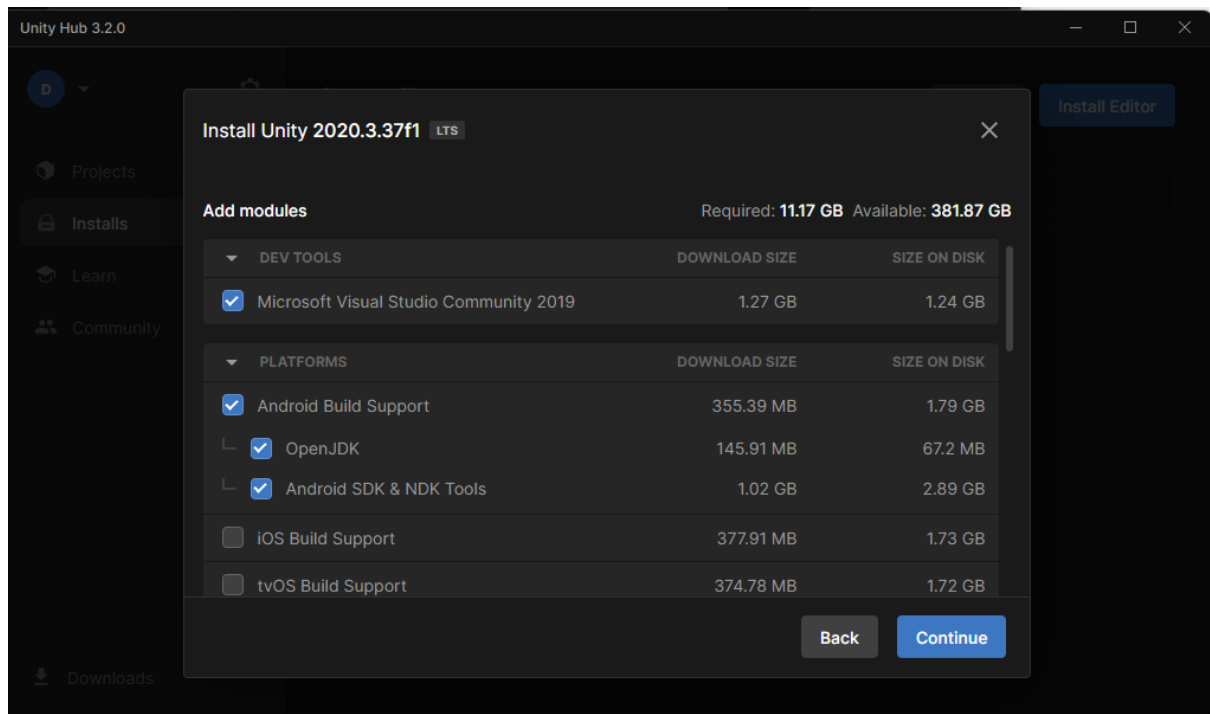 Unity Hub 3.2.0
D
Install Editor
Install Unity 2020.3.37f1 LTS
Projects
Installs
Learn
Community
Add modules Required: 11.17 GB Available: 381.87 GB
DEV TOOLS DOWNLOAD SIZE SIZE ON DISK
Microsoft Visual Studio Community 2019 1.27 GB 1.24 GB
PLATFORMS DOWNLOAD SIZE SIZE ON DISK
Android Build Support 355.39 MB 1.79 GB
OpenJDK 145.91 MB 67.2 MB
Android SDK & NDK Tools 1.02 GB 2.89 GB
iOS Build Support 377.91 MB 1.73 GB
tvOS Build Support 374.78 MB 1.72 GB
Back Continue
Downloads